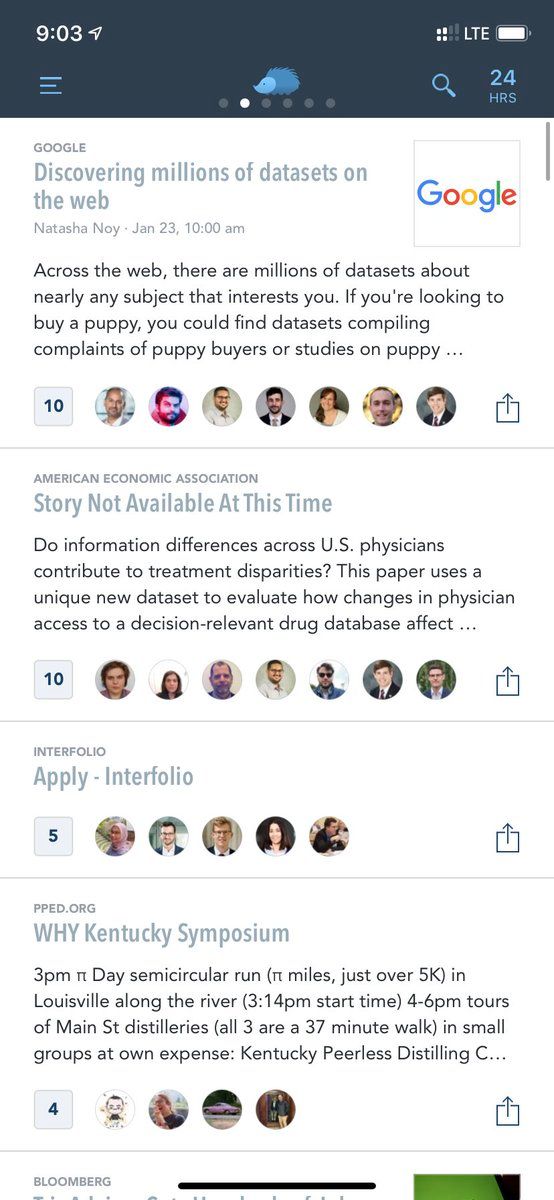 9:03
LTE
24
HRS
GOOGLE
Discovering millions of datasets on
the web
Natasha Noy · Jan 23, 10:00 am
Google
Across the web, there are millions of datasets about
nearly any subject that interests you. If you're looking to
buy a puppy, you could find datasets compiling
complaints of puppy buyers or studies on puppy …
10
AMERICAN ECONOMIC ASSOCIATION
Story Not Available At This Time
Do information differences across U.S. physicians
contribute to treatment disparities? This paper uses a
unique new dataset to evaluate how changes in physician
access to a decision-relevant drug database affect …
10
INTERFOLIO
Apply - Interfolio
5
PPED.ORG
WHY Kentucky Symposium
3pm π Day semicircular run (π miles, just over 5K) in
Louisville along the river (3:14pm start time) 4-6pm tours
of Main St distilleries (all 3 are a 37 minute walk) in small
groups at own expense: Kentucky Peerless Distilling C…
4
BLOOMBERG